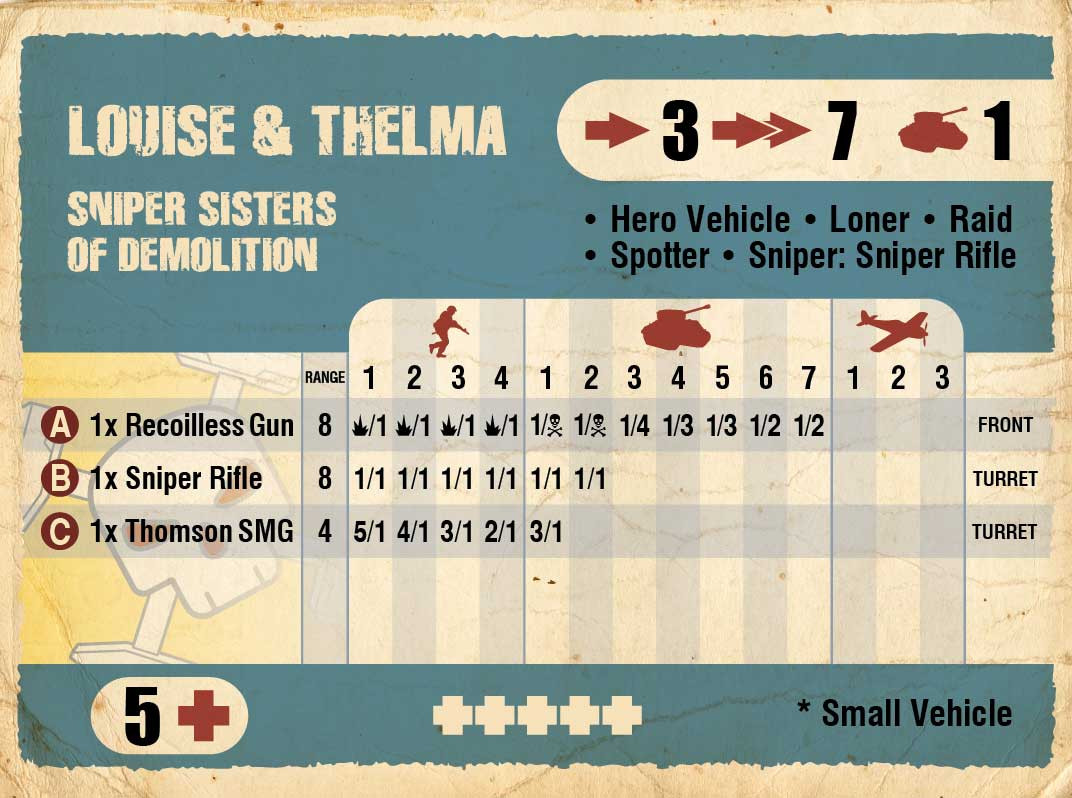 LOUISE & THELMA
3 7 1
SNIPER SISTERS
OF DEMOLITION
• Hero Vehicle • Loner • Raid
• Spotter • Sniper: Sniper Rifle
RANGE 1 2 3 4 1 2 3 4 5 6 7 1 2 3
A 1x Recoilless Gun 8 /1 /1 /1 /1 1/☠ 1/☠ 1/4 1/3 1/3 1/2 1/2 FRONT
B 1x Sniper Rifle 8 1/1 1/1 1/1 1/1 1/1 1/1 TURRET
C 1x Thomson SMG 4 5/1 4/1 3/1 2/1 3/1 TURRET
5
* Small Vehicle